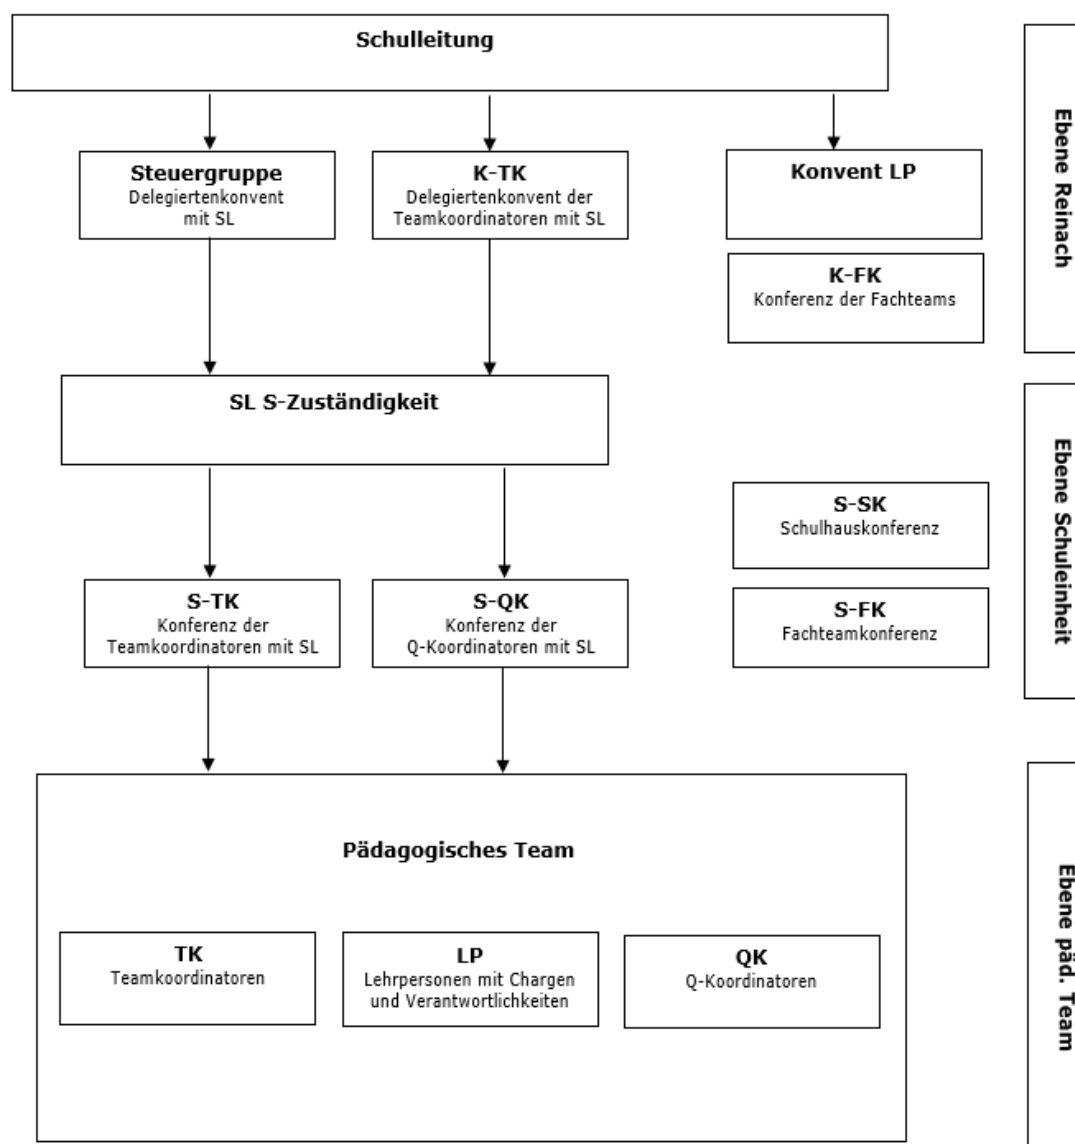 Schulleitung
Ebene Reinach
Steuergruppe
Delegiertenkonvent
mit SL
K-TK
Delegiertenkonvent der
Teamkoordinatoren mit SL
Konvent LP
K-FK
Konferenz der Fachteams
SL S-Zuständigkeit
Ebene Schuleinheit
S-SK
Schulhauskonferenz
S-TK
Konferenz der
Teamkoordinatoren mit SL
S-QK
Konferenz der
Q-Koordinatoren mit SL
S-FK
Fachteamkonferenz
Pädagogisches Team
Ebene päd. Team
TK
Teamkoordinatoren
LP
Lehrpersonen mit Chargen
und Verantwortlichkeiten
QK
Q-Koordinatoren